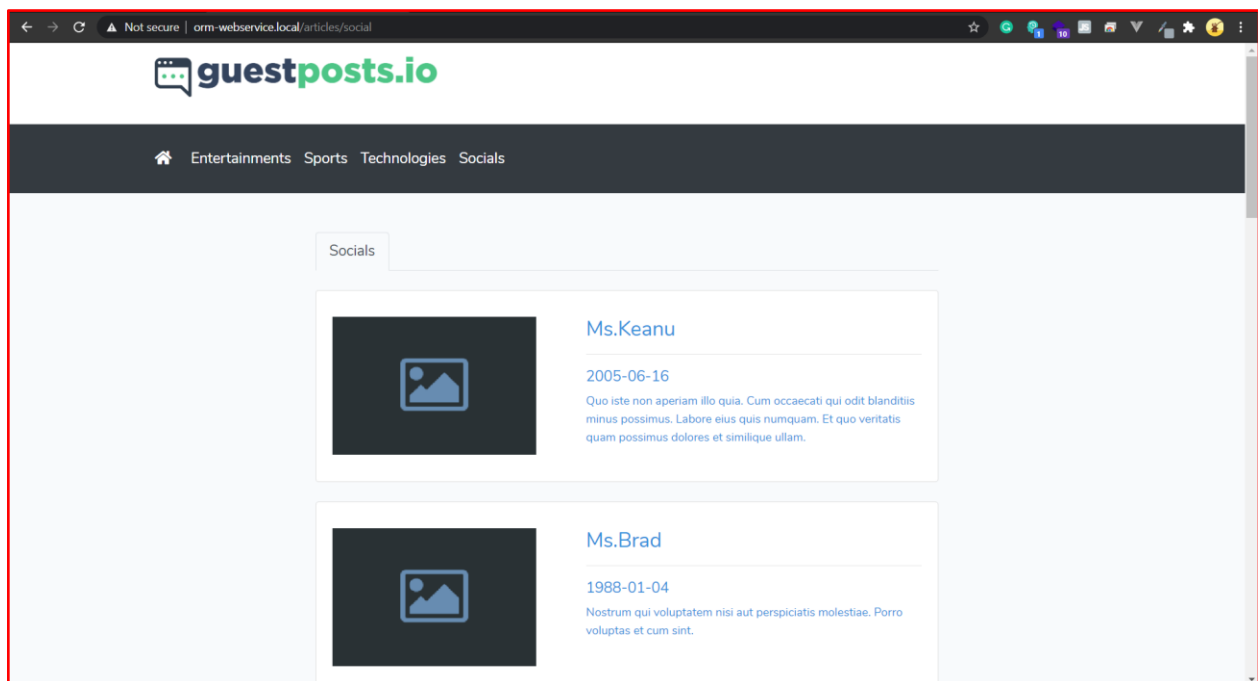 Not secure | orm-webservice.local/articles/social
1
10
guestposts.io
Entertainments Sports Technologies Socials
Socials
Ms.Keanu
2005-06-16
Quo iste non aperiam illo quia. Cum occaecati qui odit blanditiis
minus possimus. Labore eius quis numquam. Et quo veritatis
quam possimus dolores et similique ullam.
Ms.Brad
1988-01-04
Nostrum qui voluptatem nisi aut perspiciatis molestiae. Porro
voluptas et cum sint.